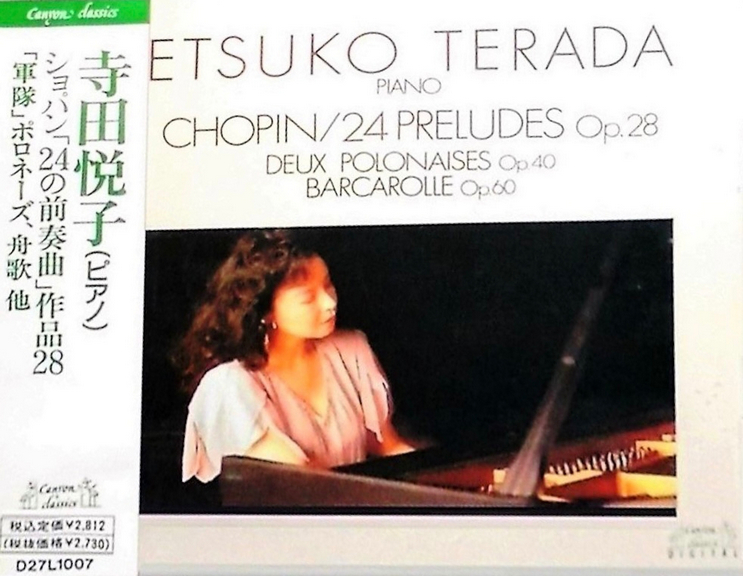 Canyon classics
寺田悦子(ピアノ)
ショパン「24の前奏曲」作品28
「軍隊」ポロネーズ、舟歌 他
Canyon
classics
税込定価¥2,812
(税抜価格¥2,730)
D27L1007
ETSUKO TERADA
PIANO
CHOPIN/24 PRELUDES Op.28
DEUX POLONAISES Op.40
BARCAROLLE Op.60
Canyon
classics
DIGITAL